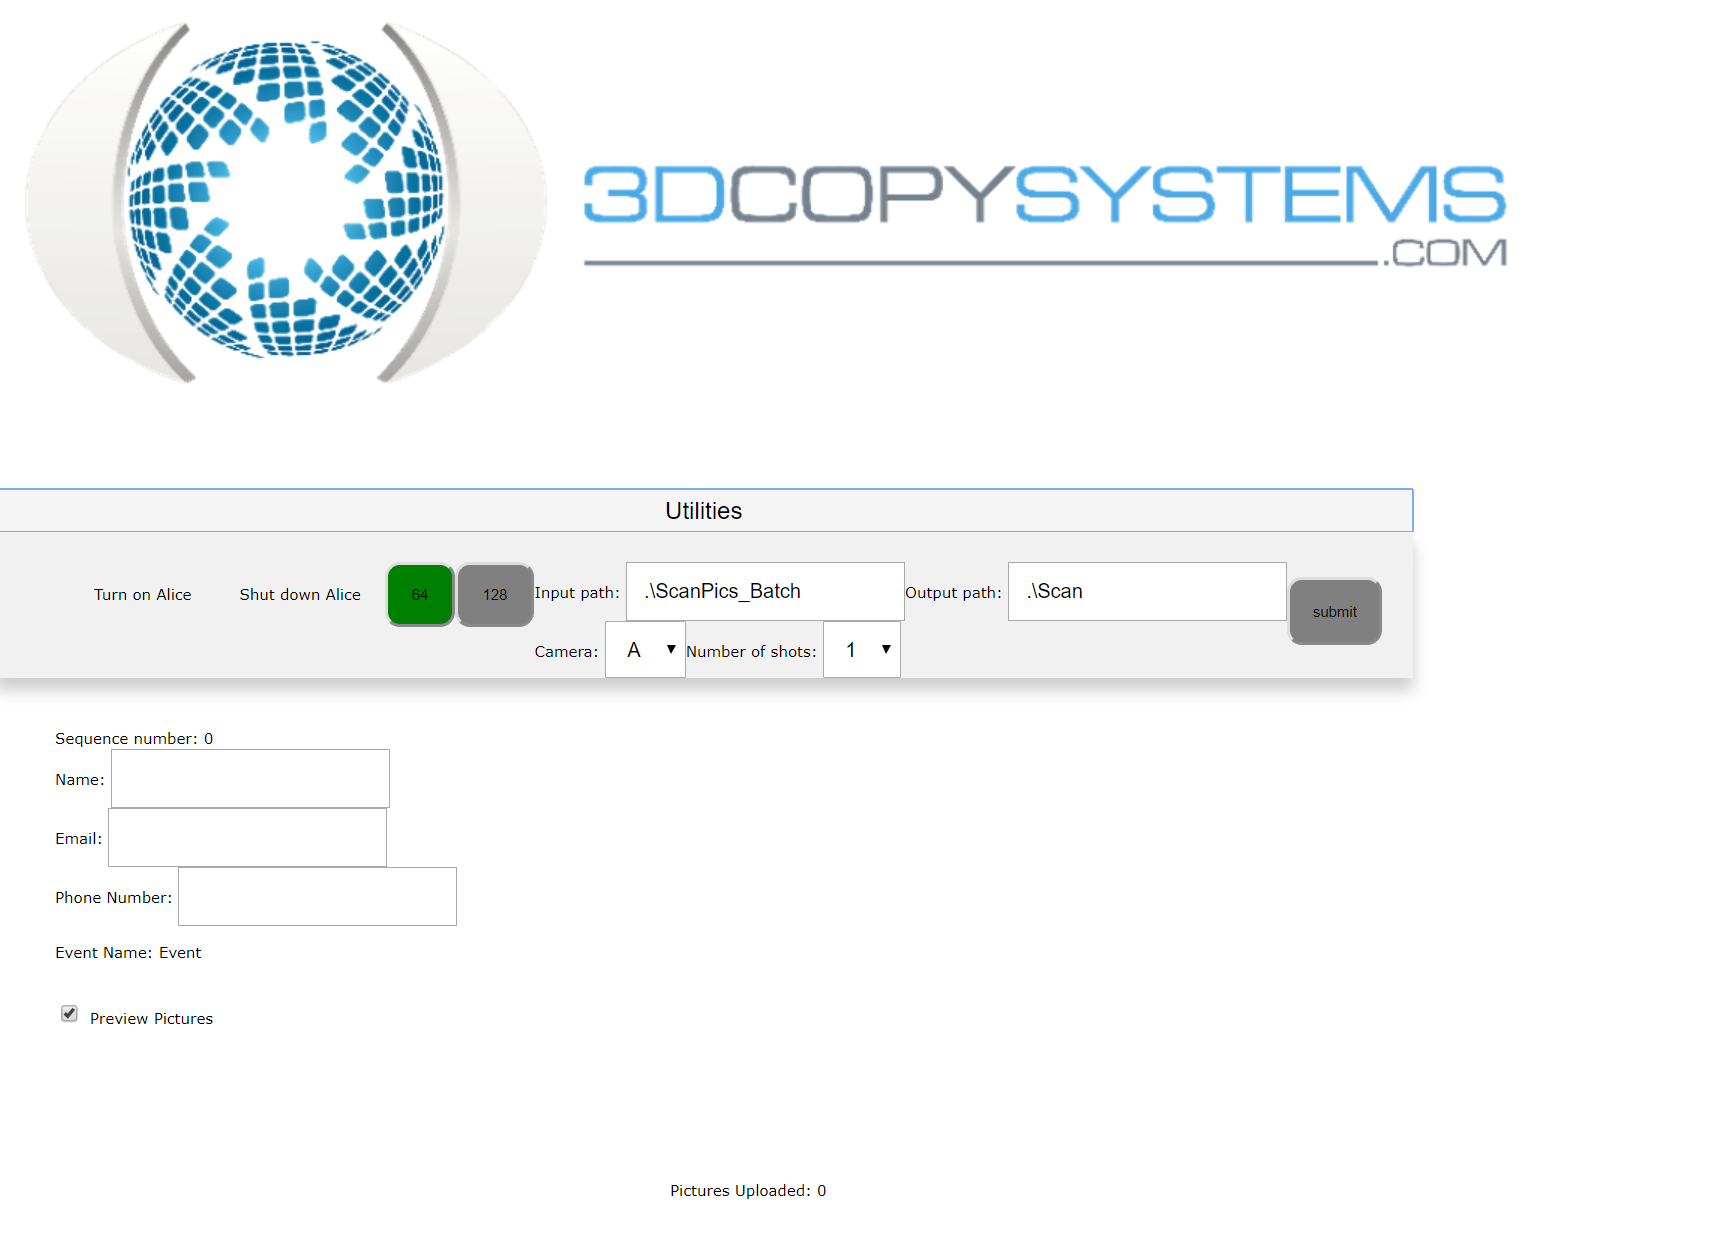 3DCOPYSYSTEMS
.COM
Utilities
Turn on Alice Shut down Alice 64 128 Input path: .\ScanPics_Batch Output path: .\Scan submit
Camera: A Number of shots: 1
Sequence number: 0
Name:
Email:
Phone Number:
Event Name: Event
Preview Pictures
Pictures Uploaded: 0